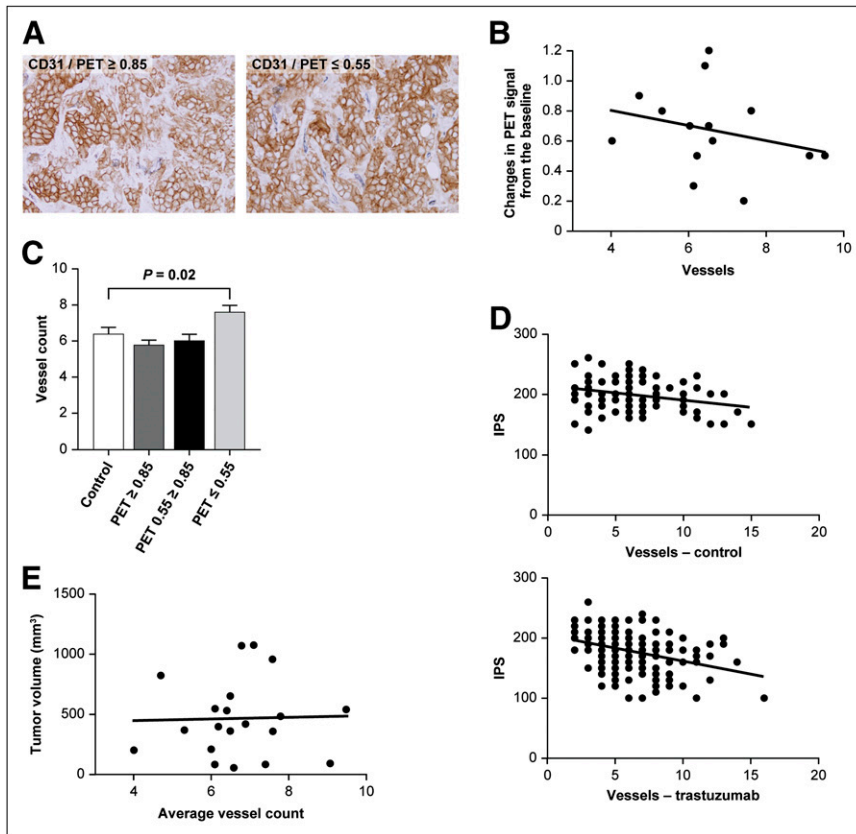 A
CD31 / PET ≥ 0.85
CD31 / PET ≤ 0.55
B
Changes in PET signal
from the baseline
1.2
1.0
0.8
0.6
0.4
0.2
0
4
6
8
10
Vessels
C
Vessel count
10
8
6
4
2
0
P = 0.02
Control
PET ≥ 0.85
PET 0.55 ≥ 0.85
PET ≤ 0.55
D
IPS
300
200
100
0
0
5
10
15
20
Vessels – control
IPS
300
200
100
0
0
5
10
15
20
Vessels – trastuzumab
E
Tumor volume (mm³)
1500
1000
500
0
4
6
8
10
Average vessel count